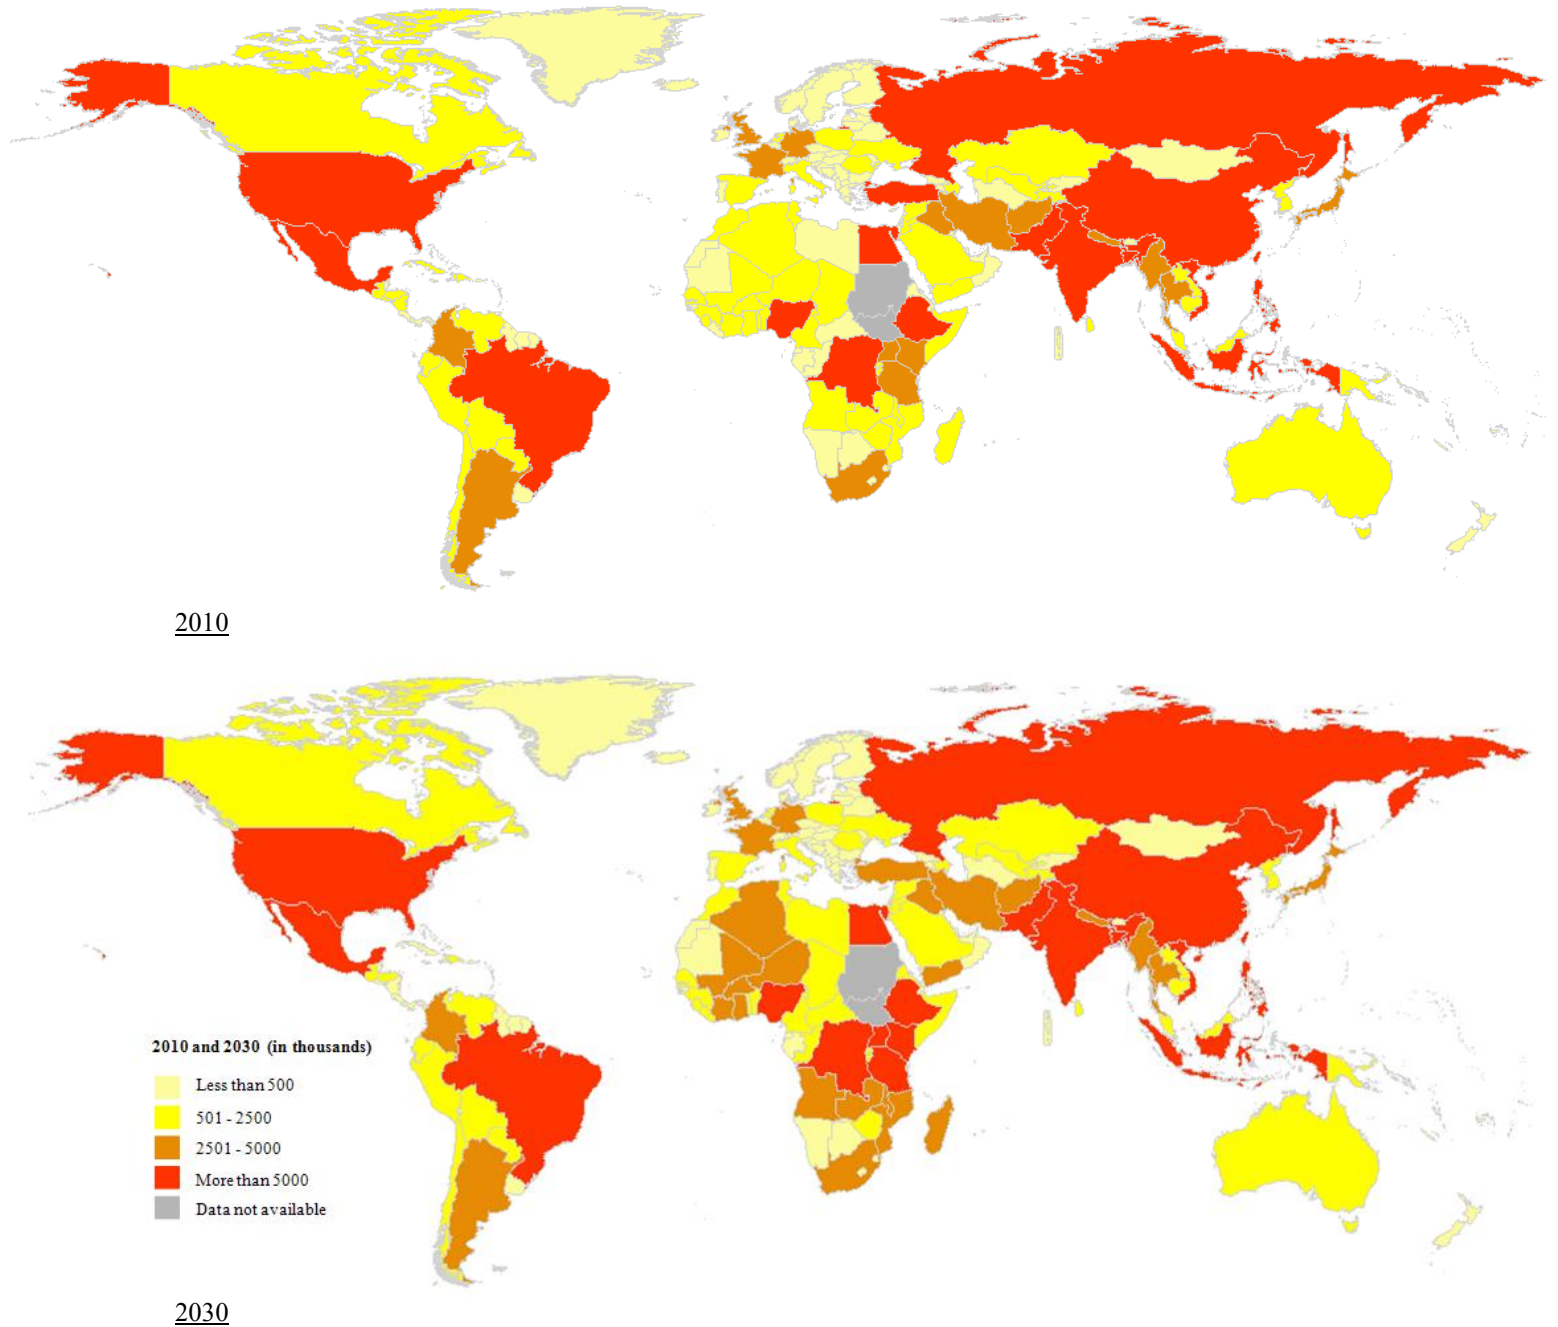 2010
2010 and 2030 (in thousands)
Less than 500
501 - 2500
2501 - 5000
More than 5000
Data not available
2030